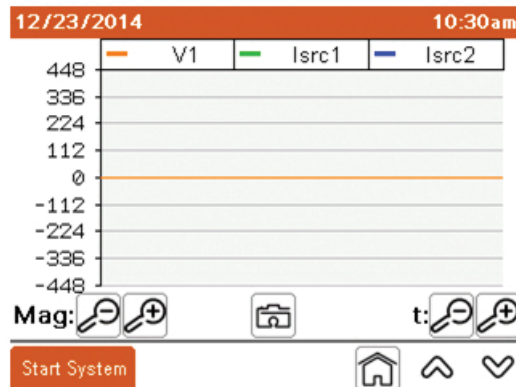 12/23/2014 10:30am
V1 Isrc1 Isrc2
448
336
224
112
0
-112
-224
-336
-448
Mag: t:
Start System